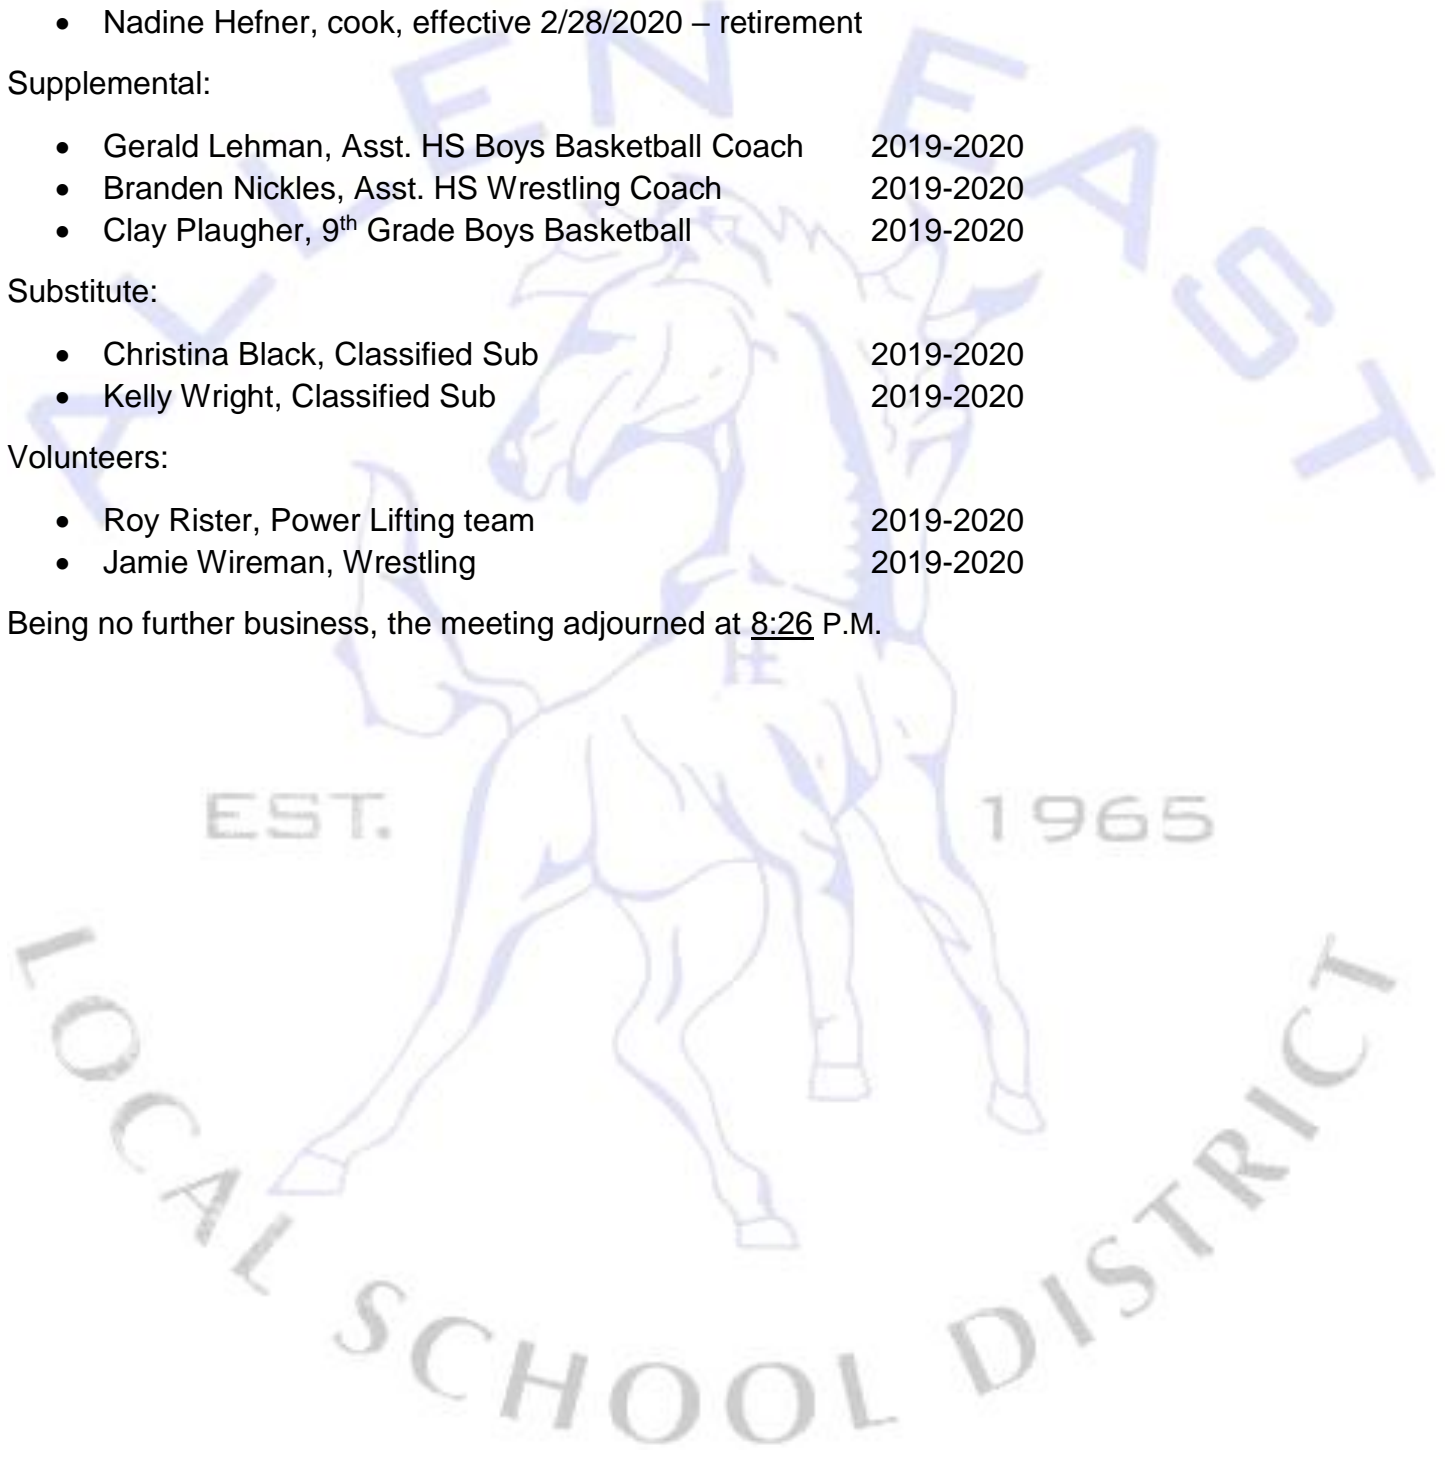 • Nadine Hefner, cook, effective 2/28/2020 – retirement
Supplemental:
• Gerald Lehman, Asst. HS Boys Basketball Coach 2019-2020
• Branden Nickles, Asst. HS Wrestling Coach 2019-2020
• Clay Plaugher, 9th Grade Boys Basketball 2019-2020
Substitute:
• Christina Black, Classified Sub 2019-2020
• Kelly Wright, Classified Sub 2019-2020
Volunteers:
• Roy Rister, Power Lifting team 2019-2020
• Jamie Wireman, Wrestling 2019-2020
Being no further business, the meeting adjourned at 8:26 P.M.
ALLEN EAST
EST. 1965
LOCAL SCHOOL DISTRICT